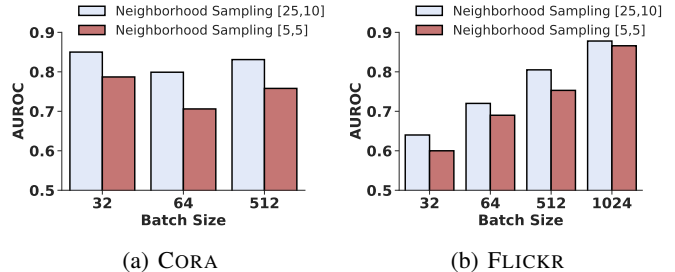 Neighborhood Sampling [25,10]
Neighborhood Sampling [5,5]
0.9
0.8
0.7
0.6
0.5
AUROC
32 64 512
Batch Size
(a) CORA
Neighborhood Sampling [25,10]
Neighborhood Sampling [5,5]
0.9
0.8
0.7
0.6
0.5
AUROC
32 64 512 1024
Batch Size
(b) FLICKR